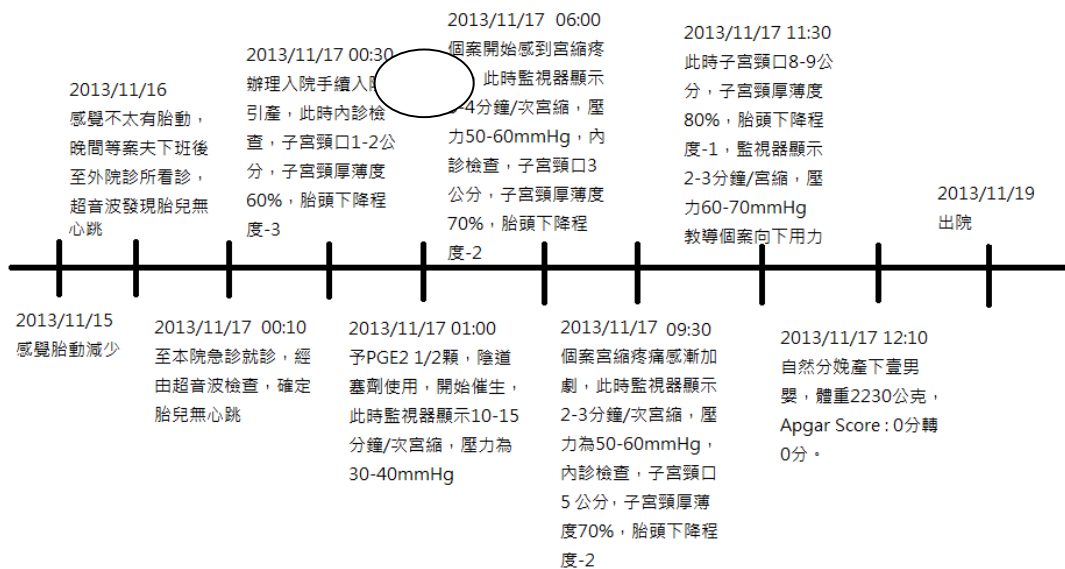 2013/11/16
感覺不太有胎動，
晚間等案夫下班後
至外院診所看診，
超音波發現胎兒無
心跳
2013/11/17 00:30
辦理入院手續入
引產，此時內診檢
查，子宮頸口1-2公
分，子宮頸厚薄度
60%，胎頭下降程
度-3
2013/11/17 06:00
個案開始感到宮縮疼
，此時監視器顯示
-4分鐘/次宮縮，壓
力50-60mmHg，內
診檢查，子宮頸口3
公分，子宮頸厚薄度
70%，胎頭下降程
度-2
2013/11/17 11:30
此時子宮頸口8-9公
分，子宮頸厚薄度
80%，胎頭下降程
度-1，監視器顯示
2-3分鐘/宮縮，壓
力60-70mmHg
教導個案向下用力
2013/11/19
出院
2013/11/15
感覺胎動減少
2013/11/17 00:10
至本院急診就診，經
由超音波檢查，確定
胎兒無心跳
2013/11/17 01:00
予PGE2 1/2顆，陰道
塞劑使用，開始催生，
此時監視器顯示10-15
分鐘/次宮縮，壓力為
30-40mmHg
2013/11/17 09:30
個案宮縮疼痛感漸加
劇，此時監視器顯示
2-3分鐘/次宮縮，壓
力為50-60mmHg，
內診檢查，子宮頸口
5 公分，子宮頸厚薄
度70%，胎頭下降程
度-2
2013/11/17 12:10
自然分娩產下壹男
嬰，體重2230公克，
Apgar Score : 0分轉
0分。